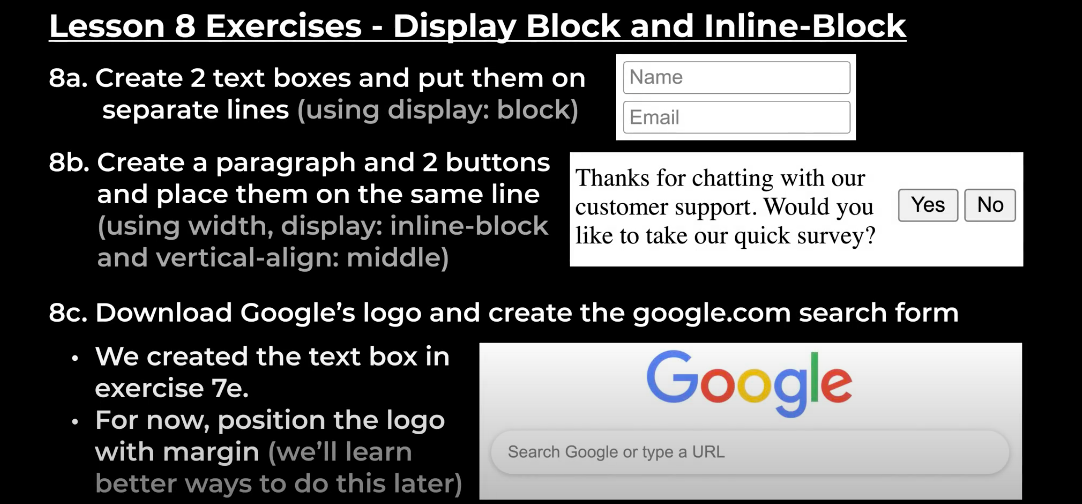 Lesson 8 Exercises - Display Block and Inline-Block
8a. Create 2 text boxes and put them on
separate lines (using display: block)
Name
Email
8b. Create a paragraph and 2 buttons
and place them on the same line
(using width, display: inline-block
and vertical-align: middle)
Thanks for chatting with our
customer support. Would you
like to take our quick survey?
Yes No
8c. Download Google’s logo and create the google.com search form
• We created the text box in
exercise 7e.
• For now, position the logo
with margin (we’ll learn
better ways to do this later)
Google
Search Google or type a URL